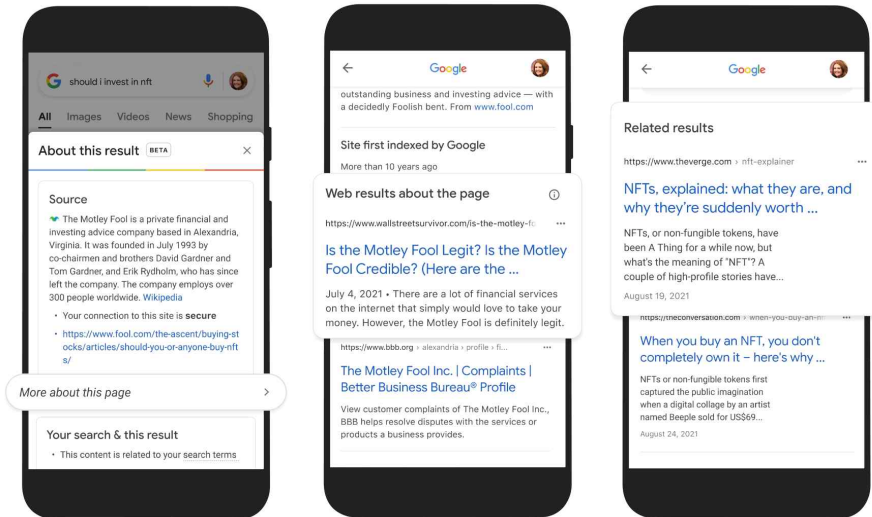 should i invest in nft
All Images Videos News Shopping
About this result BETA
Source
The Motley Fool is a private financial and
investing advice company based in Alexandria,
Virginia. It was founded in July 1993 by
co-chairmen and brothers David Gardner and
Tom Gardner, and Erik Rydholm, who has since
left the company. The company employs over
300 people worldwide. Wikipedia
• Your connection to this site is secure
• https://www.fool.com/the-ascent/buying-st
ocks/articles/should-you-or-anyone-buy-nft
s/
More about this page
Your search & this result
• This content is related to your search terms
Google
outstanding business and investing advice — with
a decidedly Foolish bent. From www.fool.com
Site first indexed by Google
More than 10 years ago
Web results about the page
https://www.wallstreetsurvivor.com/is-the-motley-fo
Is the Motley Fool Legit? Is the Motley
Fool Credible? (Here are the ...
July 4, 2021 • There are a lot of financial services
on the internet that simply would love to take your
money. However, the Motley Fool is definitely legit.
https://www.bbb.org › alexandria › profile › fi...
The Motley Fool Inc. | Complaints |
Better Business Bureau® Profile
View customer complaints of The Motley Fool Inc.,
BBB helps resolve disputes with the services or
products a business provides.
Google
Related results
https://www.theverge.com › nft-explainer
NFTs, explained: what they are, and
why they're suddenly worth ...
NFTs, or non-fungible tokens, have
been A Thing for a while now, but
what's the meaning of "NFT"? A
couple of high-profile stories have...
August 19, 2021
https://theconversation.com › when-you-buy-an-n
When you buy an NFT, you don't
completely own it – here's why ...
NFTs or non-fungible tokens first
captured the public imagination
when a digital collage by an artist
named Beeple sold for US$69...
August 24, 2021